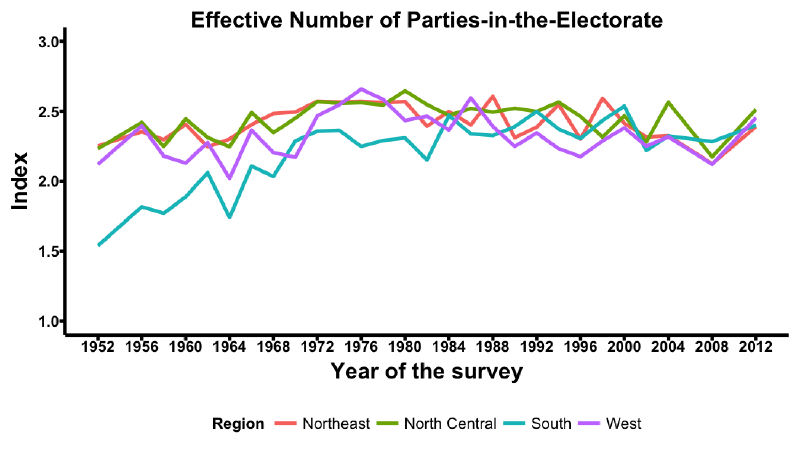 Effective Number of Parties-in-the-Electorate
3.0
2.5
2.0
1.5
1.0
Index
1952 1956 1960 1964 1968 1972 1976 1980 1984 1988 1992 1996 2000 2004 2008 2012
Year of the survey
Region Northeast North Central South West